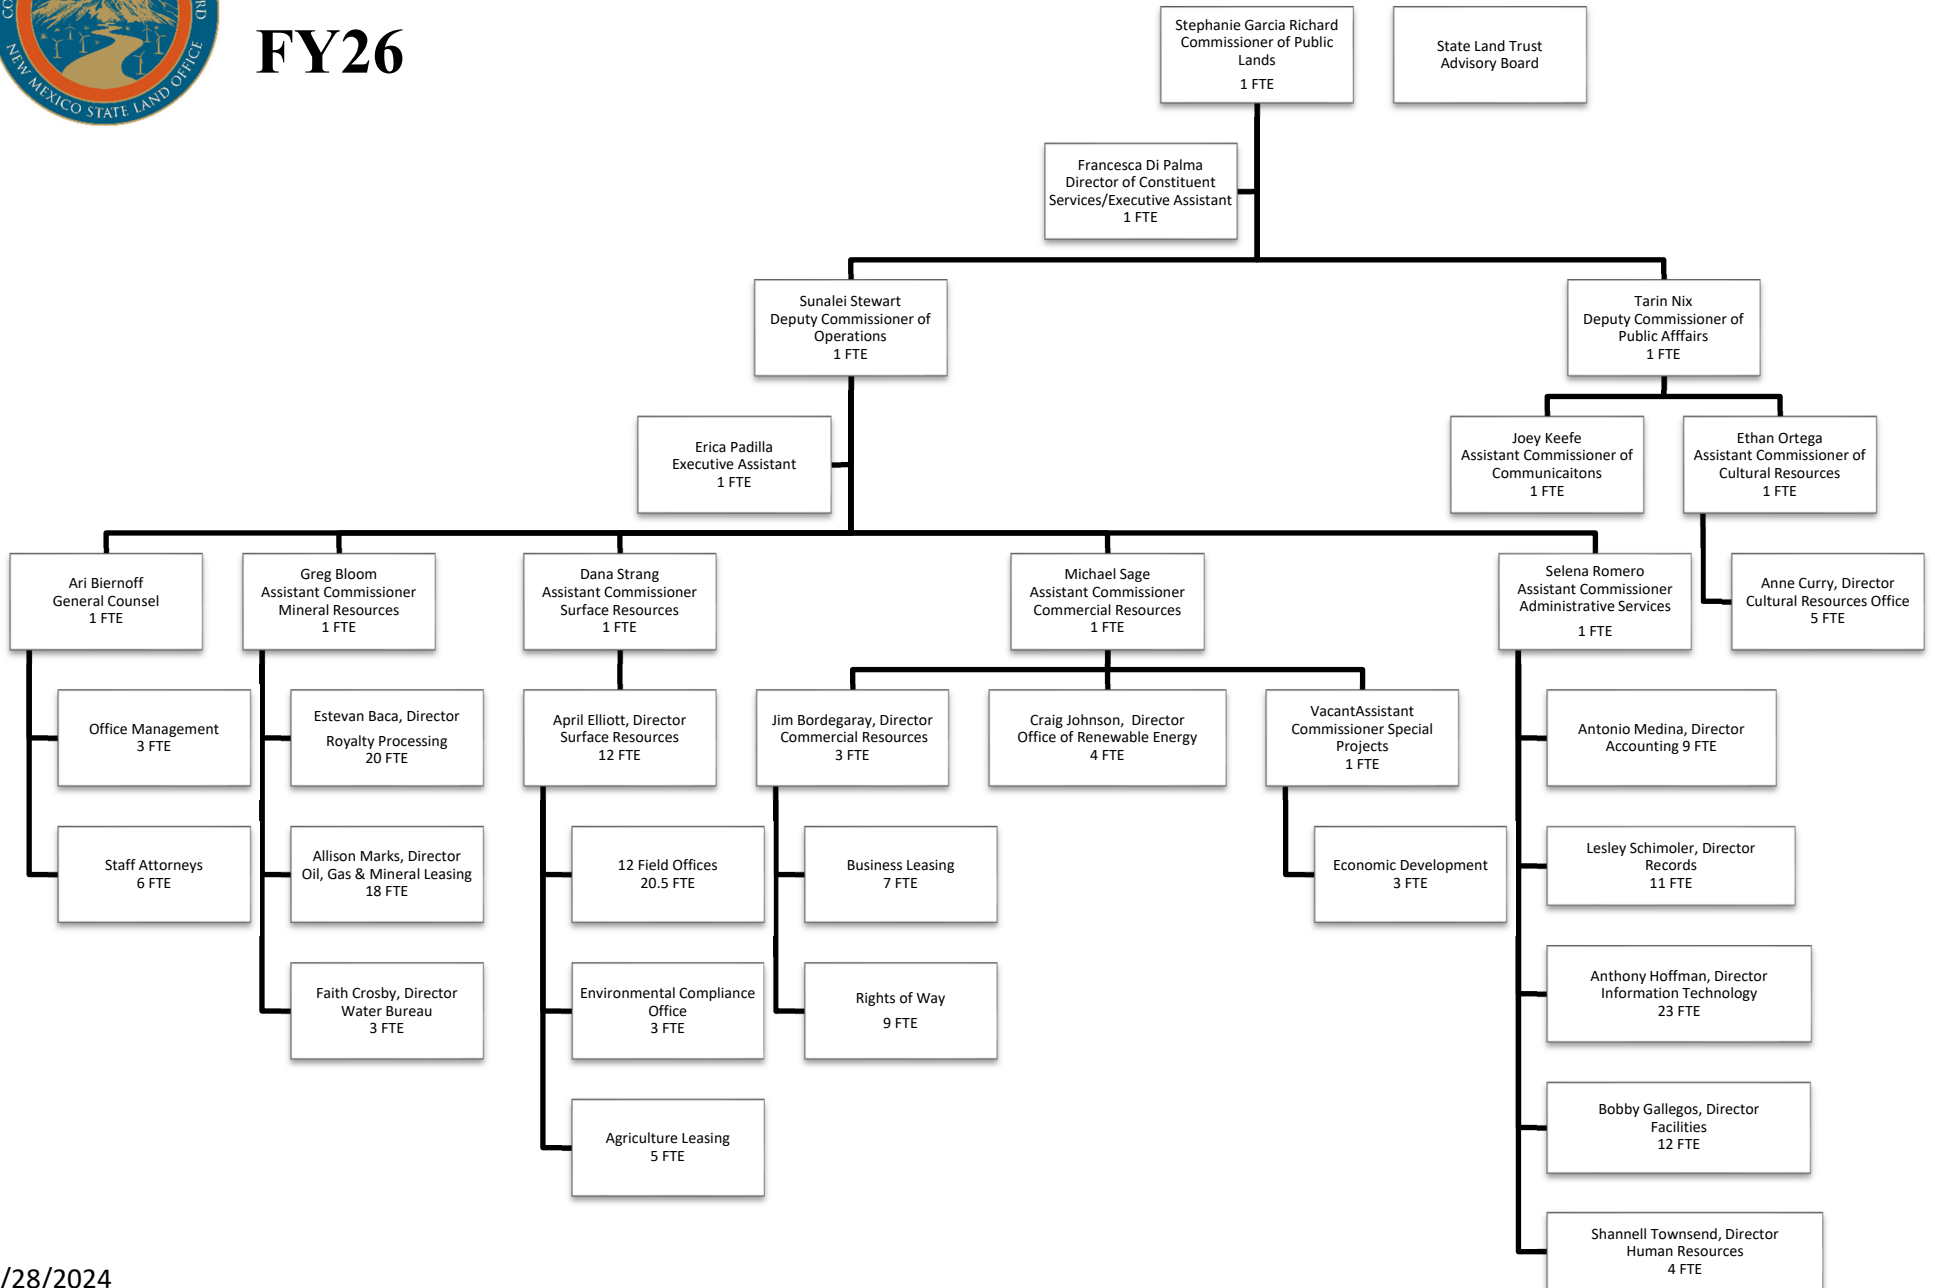 NEW MEXICO STATE LAND OFFICE
FY26
Stephanie Garcia Richard
Commissioner of Public
Lands
1 FTE
State Land Trust
Advisory Board
Francesca Di Palma
Director of Constituent
Services/Executive Assistant
1 FTE
Sunalei Stewart
Deputy Commissioner of
Operations
1 FTE
Tarin Nix
Deputy Commissioner of
Public Afffairs
1 FTE
Erica Padilla
Executive Assistant
1 FTE
Joey Keefe
Assistant Commissioner of
Communicaitons
1 FTE
Ethan Ortega
Assistant Commissioner of
Cultural Resources
1 FTE
Ari Biernoff
General Counsel
1 FTE
Greg Bloom
Assistant Commissioner
Mineral Resources
1 FTE
Dana Strang
Assistant Commissioner
Surface Resources
1 FTE
Michael Sage
Assistant Commissioner
Commercial Resources
1 FTE
Selena Romero
Assistant Commissioner
Administrative Services
1 FTE
Anne Curry, Director
Cultural Resources Office
5 FTE
Office Management
3 FTE
Estevan Baca, Director
Royalty Processing
20 FTE
April Elliott, Director
Surface Resources
12 FTE
Jim Bordegaray, Director
Commercial Resources
3 FTE
Craig Johnson,  Director
Office of Renewable Energy
4 FTE
VacantAssistant
Commissioner Special
Projects
1 FTE
Antonio Medina, Director
Accounting 9 FTE
Staff Attorneys
6 FTE
Allison Marks, Director
Oil, Gas & Mineral Leasing
18 FTE
12 Field Offices
20.5 FTE
Business Leasing
7 FTE
Economic Development
3 FTE
Lesley Schimoler, Director
Records
11 FTE
Faith Crosby, Director
Water Bureau
3 FTE
Environmental Compliance
Office
3 FTE
Rights of Way
9 FTE
Anthony Hoffman, Director
Information Technology
23 FTE
Agriculture Leasing
5 FTE
Bobby Gallegos, Director
Facilities
12 FTE
Shannell Townsend, Director
Human Resources
4 FTE
/28/2024